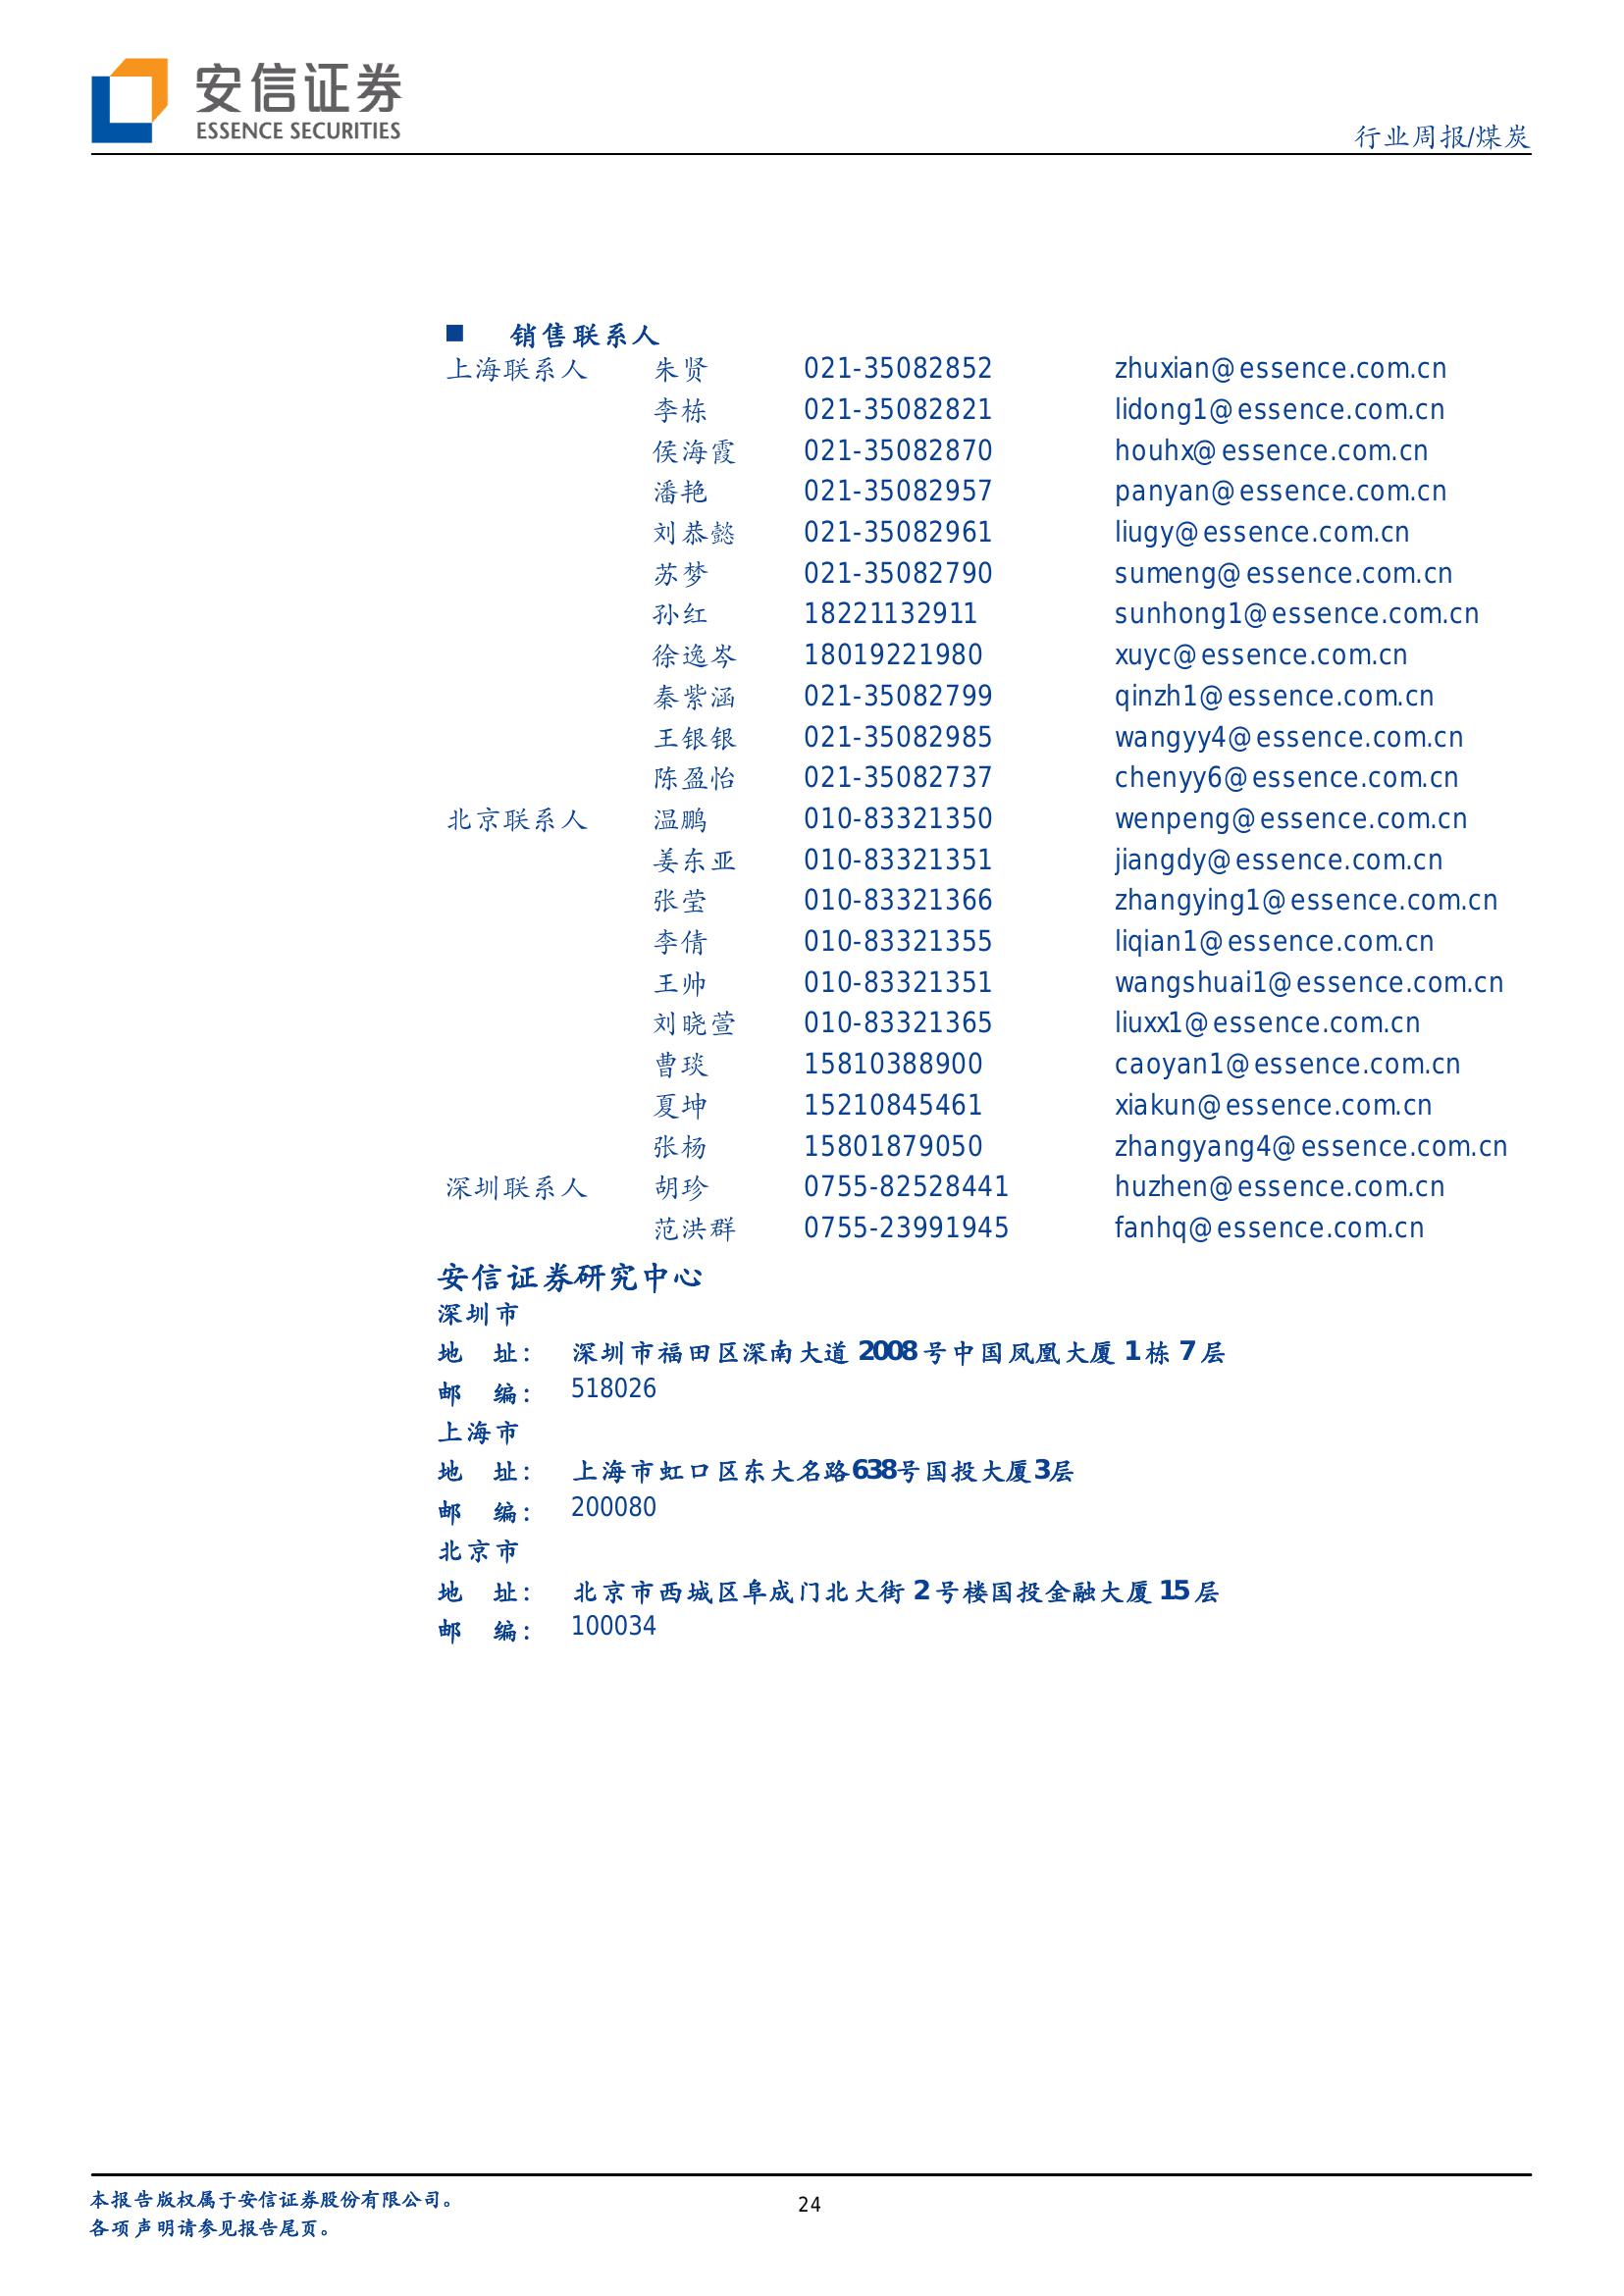 安信证券
ESSENCE SECURITIES
行业周报/煤炭
■ 销售联系人
上海联系人 朱贤 021-35082852 zhuxian@essence.com.cn
李栋 021-35082821 lidong1@essence.com.cn
侯海霞 021-35082870 houhx@essence.com.cn
潘艳 021-35082957 panyan@essence.com.cn
刘恭懿 021-35082961 liugy@essence.com.cn
苏梦 021-35082790 sumeng@essence.com.cn
孙红 18221132911 sunhong1@essence.com.cn
徐逸岑 18019221980 xuyc@essence.com.cn
秦紫涵 021-35082799 qinzh1@essence.com.cn
王银银 021-35082985 wangyy4@essence.com.cn
陈盈怡 021-35082737 chenyy6@essence.com.cn
北京联系人 温鹏 010-83321350 wenpeng@essence.com.cn
姜东亚 010-83321351 jiangdy@essence.com.cn
张莹 010-83321366 zhangying1@essence.com.cn
李倩 010-83321355 liqian1@essence.com.cn
王帅 010-83321351 wangshuai1@essence.com.cn
刘晓萱 010-83321365 liuxx1@essence.com.cn
曹琰 15810388900 caoyan1@essence.com.cn
夏坤 15210845461 xiakun@essence.com.cn
张杨 15801879050 zhangyang4@essence.com.cn
深圳联系人 胡珍 0755-82528441 huzhen@essence.com.cn
范洪群 0755-23991945 fanhq@essence.com.cn
安信证券研究中心
深圳市
地 址: 深圳市福田区深南大道 2008 号中国凤凰大厦 1 栋 7 层
邮 编: 518026
上海市
地 址: 上海市虹口区东大名路638号国投大厦3层
邮 编: 200080
北京市
地 址: 北京市西城区阜成门北大街 2 号楼国投金融大厦 15 层
邮 编: 100034
本报告版权属于安信证券股份有限公司。
24
各项声明请参见报告尾页。